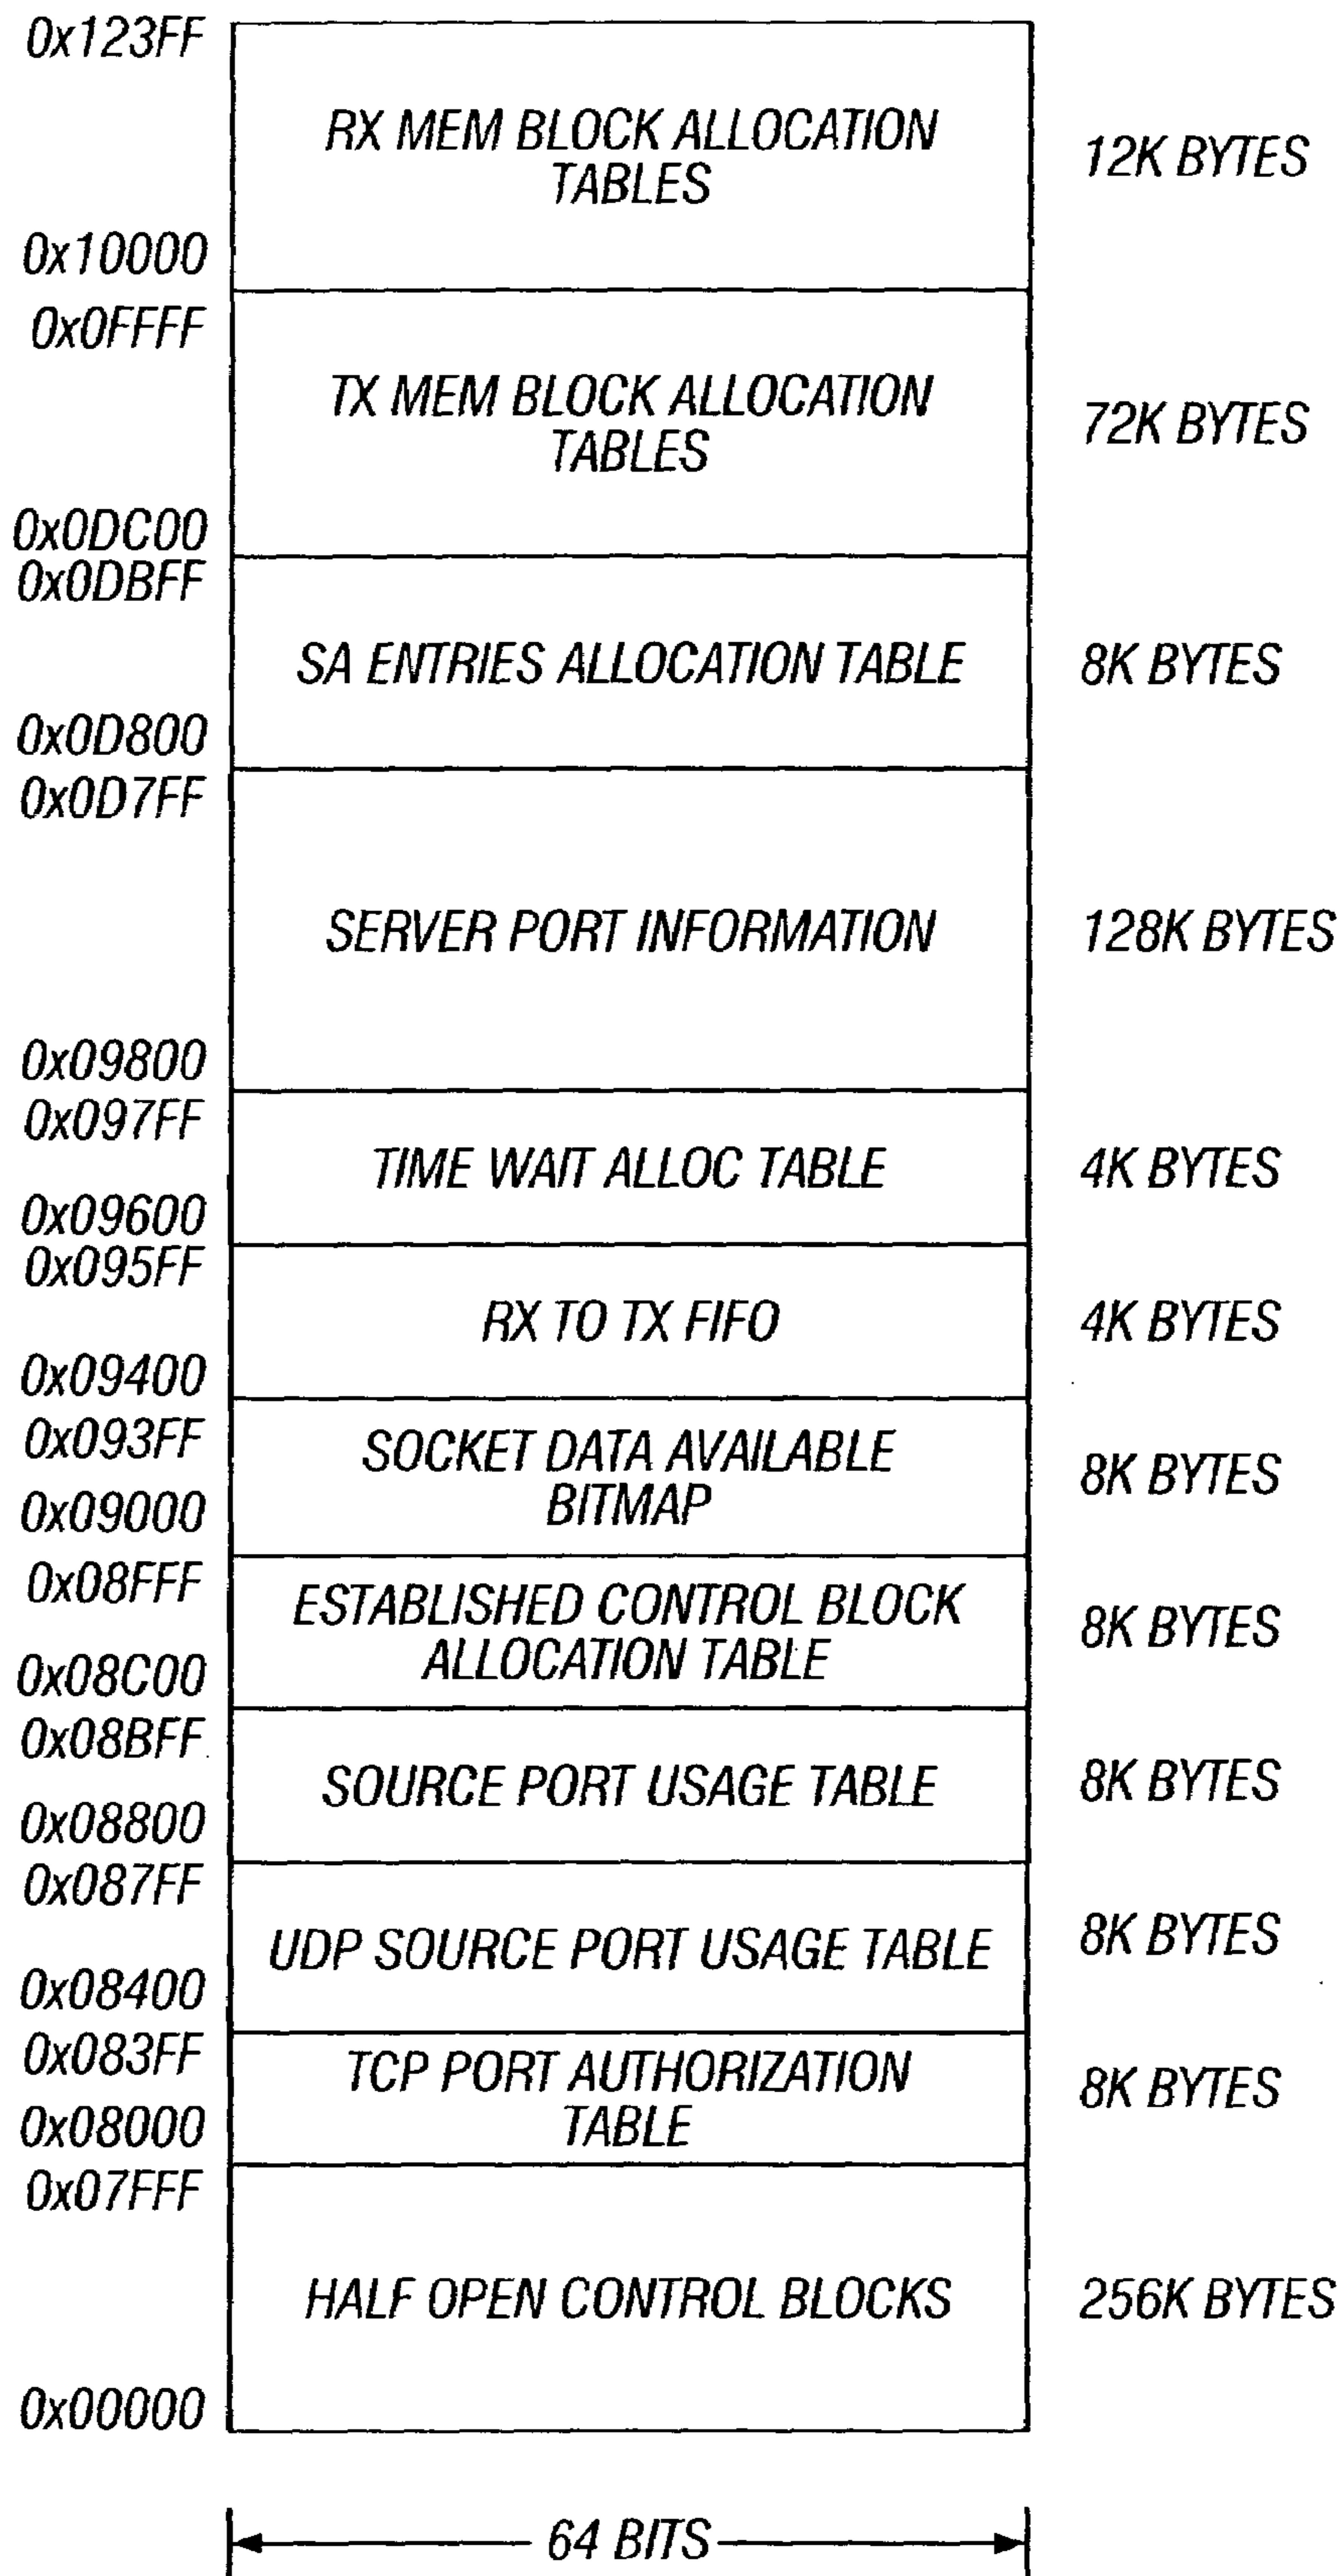 0x123FF
RX MEM BLOCK ALLOCATION
TABLES
12K BYTES
0x10000
0x0FFFF
TX MEM BLOCK ALLOCATION
TABLES
72K BYTES
0x0DC00
0x0DBFF
SA ENTRIES ALLOCATION TABLE
8K BYTES
0x0D800
0x0D7FF
SERVER PORT INFORMATION
128K BYTES
0x09800
0x097FF
TIME WAIT ALLOC TABLE
4K BYTES
0x09600
0x095FF
RX TO TX FIFO
4K BYTES
0x09400
0x093FF
SOCKET DATA AVAILABLE
BITMAP
8K BYTES
0x09000
0x08FFF
ESTABLISHED CONTROL BLOCK
ALLOCATION TABLE
8K BYTES
0x08C00
0x08BFF
SOURCE PORT USAGE TABLE
8K BYTES
0x08800
0x087FF
UDP SOURCE PORT USAGE TABLE
8K BYTES
0x08400
0x083FF
TCP PORT AUTHORIZATION
TABLE
8K BYTES
0x08000
0x07FFF
HALF OPEN CONTROL BLOCKS
256K BYTES
0x00000
64 BITS